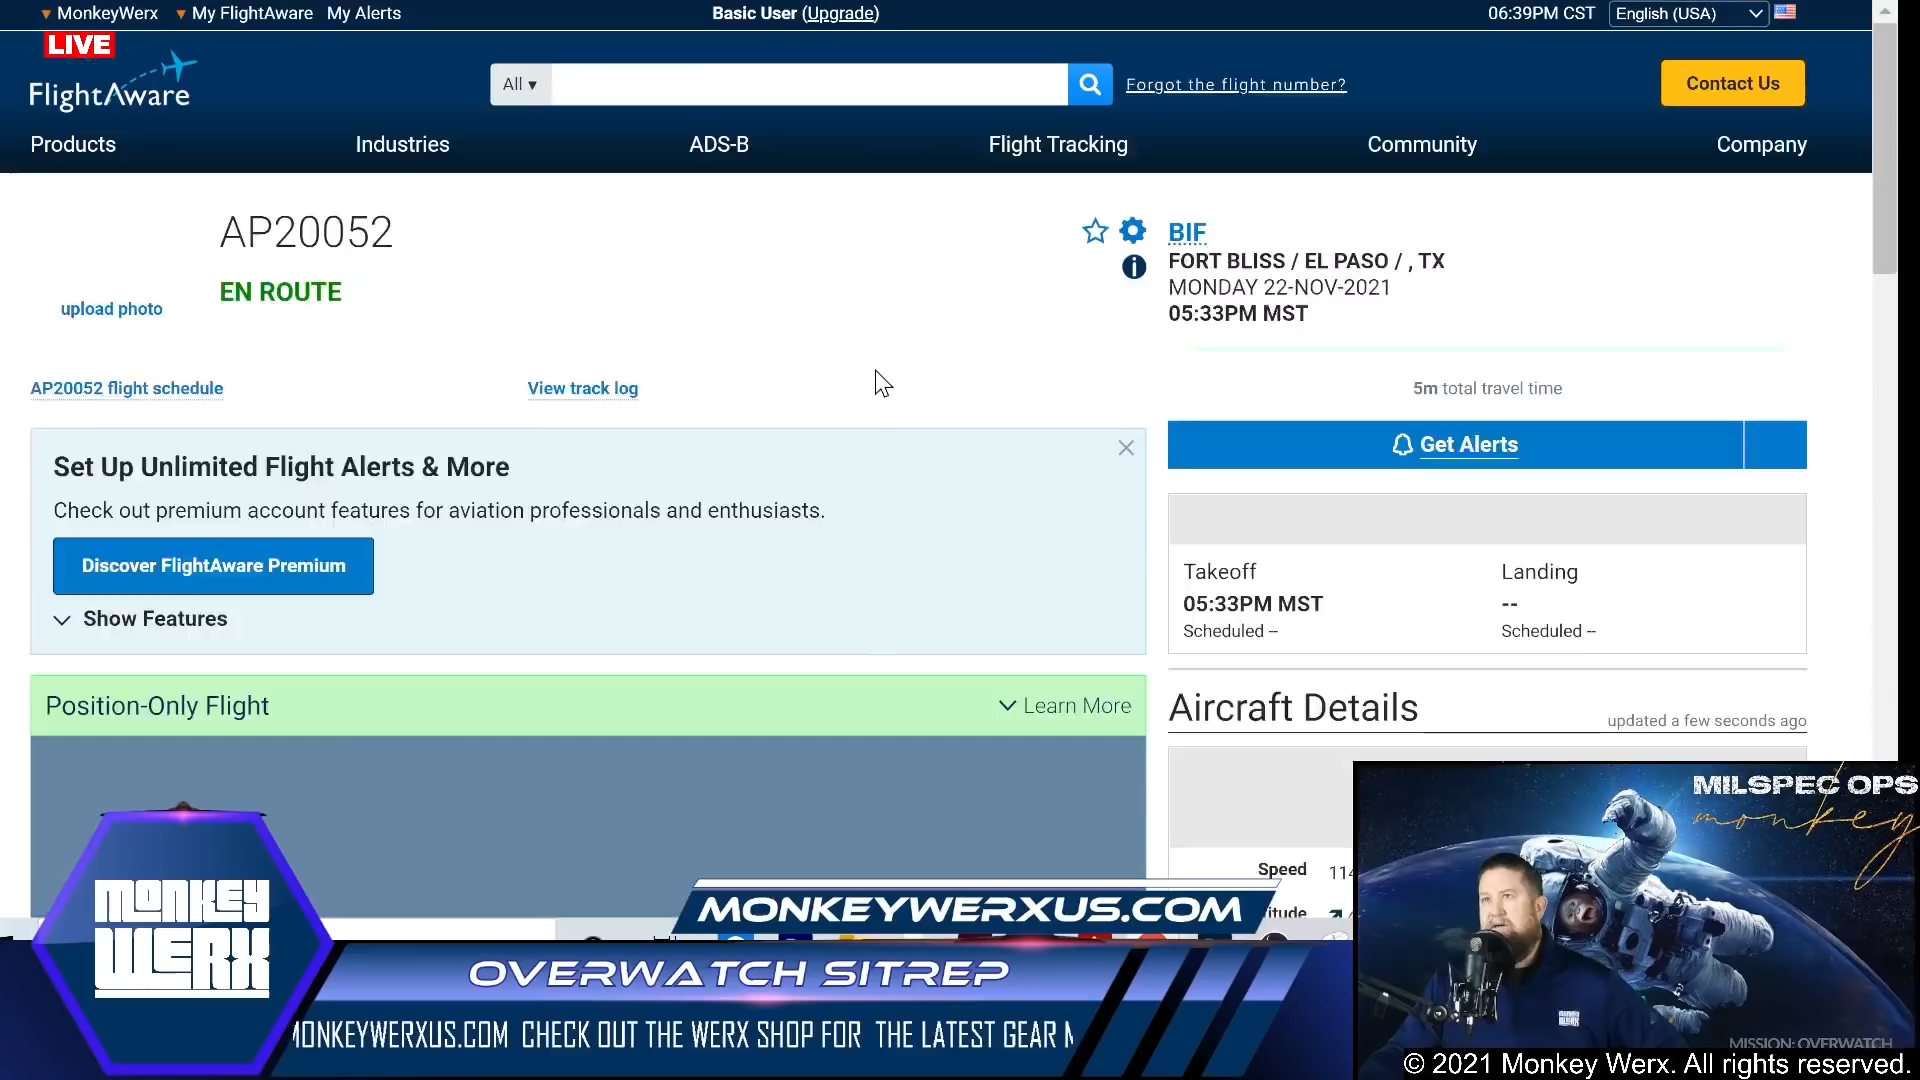 ▾ MonkeyWerx ▾ My FlightAware My Alerts
Basic User (Upgrade)
06:39PM CST English (USA)
LIVE
FlightAware
All ▾
Forgot the flight number?
Contact Us
Products Industries ADS-B Flight Tracking Community Company
AP20052
EN ROUTE
upload photo
BIF
FORT BLISS / EL PASO / , TX
MONDAY 22-NOV-2021
05:33PM MST
AP20052 flight schedule
View track log
5m total travel time
Get Alerts
Set Up Unlimited Flight Alerts & More
Check out premium account features for aviation professionals and enthusiasts.
Discover FlightAware Premium
Show Features
Takeoff Landing
05:33PM MST --
Scheduled -- Scheduled --
Position-Only Flight
Learn More
Aircraft Details
updated a few seconds ago
Speed 114
MILSPEC OPS
monkey
MONKEY
WERX
MONKEYWERXUS.COM
OVERWATCH SITREP
MONKEYWERXUS.COM CHECK OUT THE WERX SHOP FOR THE LATEST GEAR
MONKEY
WERX
MISSION: OVERWATCH
© 2021 Monkey Werx. All rights reserved.